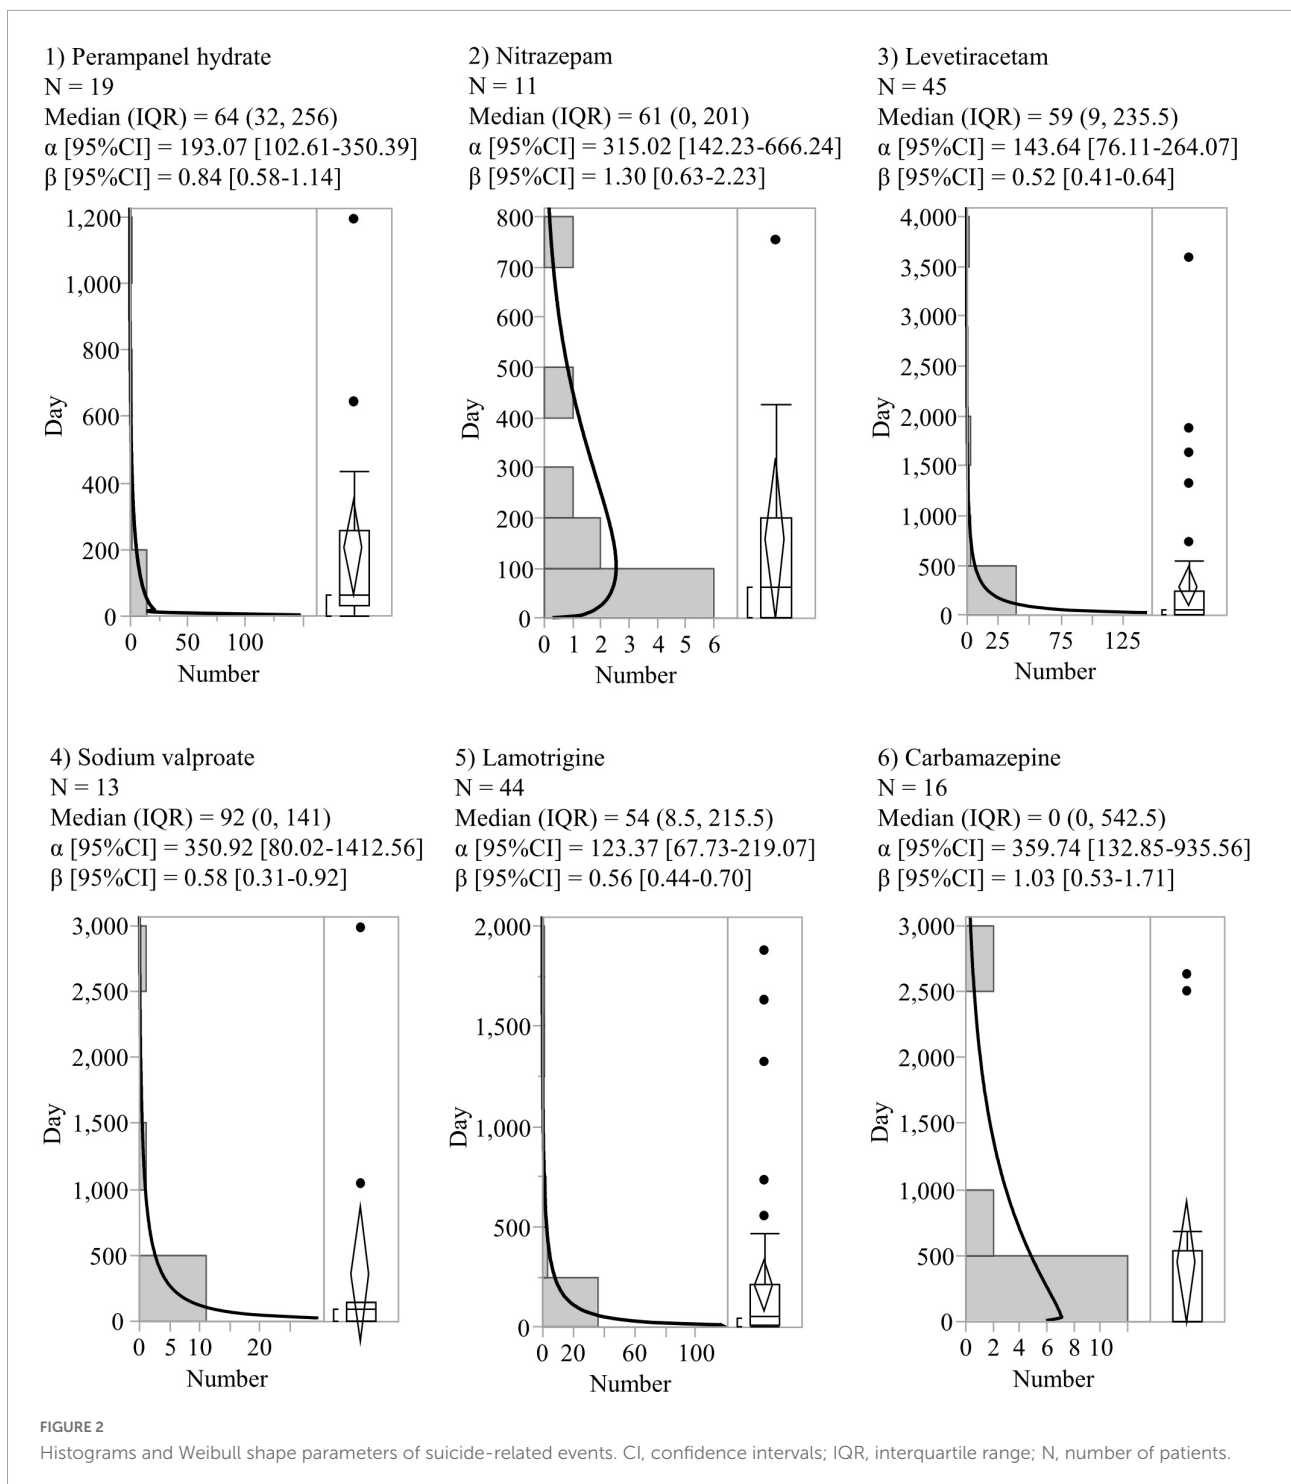 1) Perampanel hydrate
N = 19
Median (IQR) = 64 (32, 256)
α [95%CI] = 193.07 [102.61-350.39]
β [95%CI] = 0.84 [0.58-1.14]
1,200
1,000
800
600
400
200
0
Day
0 50 100
Number
2) Nitrazepam
N = 11
Median (IQR) = 61 (0, 201)
α [95%CI] = 315.02 [142.23-666.24]
β [95%CI] = 1.30 [0.63-2.23]
800
700
600
500
400
300
200
100
0
Day
0 1 2 3 4 5 6
Number
3) Levetiracetam
N = 45
Median (IQR) = 59 (9, 235.5)
α [95%CI] = 143.64 [76.11-264.07]
β [95%CI] = 0.52 [0.41-0.64]
4,000
3,500
3,000
2,500
2,000
1,500
1,000
500
0
Day
0 25 75 125
Number
4) Sodium valproate
N = 13
Median (IQR) = 92 (0, 141)
α [95%CI] = 350.92 [80.02-1412.56]
β [95%CI] = 0.58 [0.31-0.92]
3,000
2,500
2,000
1,500
1,000
500
0
Day
0 5 10 20
Number
5) Lamotrigine
N = 44
Median (IQR) = 54 (8.5, 215.5)
α [95%CI] = 123.37 [67.73-219.07]
β [95%CI] = 0.56 [0.44-0.70]
2,000
1,500
1,000
500
0
Day
0 20 60 100
Number
6) Carbamazepine
N = 16
Median (IQR) = 0 (0, 542.5)
α [95%CI] = 359.74 [132.85-935.56]
β [95%CI] = 1.03 [0.53-1.71]
3,000
2,500
2,000
1,500
1,000
500
0
Day
0 2 4 6 8 10
Number
FIGURE 2
Histograms and Weibull shape parameters of suicide-related events. CI, confidence intervals; IQR, interquartile range; N, number of patients.